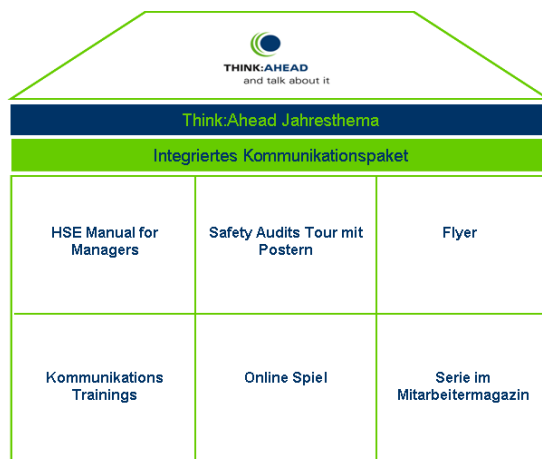 THINK:AHEAD
and talk about it
Think:Ahead Jahresthema
Integriertes Kommunikationspaket
HSE Manual for
Managers
Safety Audits Tour mit
Postern
Flyer
Kommunikations
Trainings
Online Spiel
Serie im
Mitarbeitermagazin